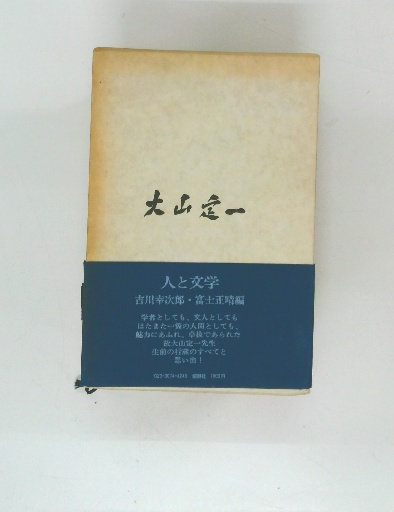 大山定一
人と文学
吉川幸次郎・富士正晴編
学者としても、文人としても
はたまた一箇の人間としても、
魅力にあふれ、卓抜であられた
故大山定一先生
生前の行蔵のすべてと
思い出!